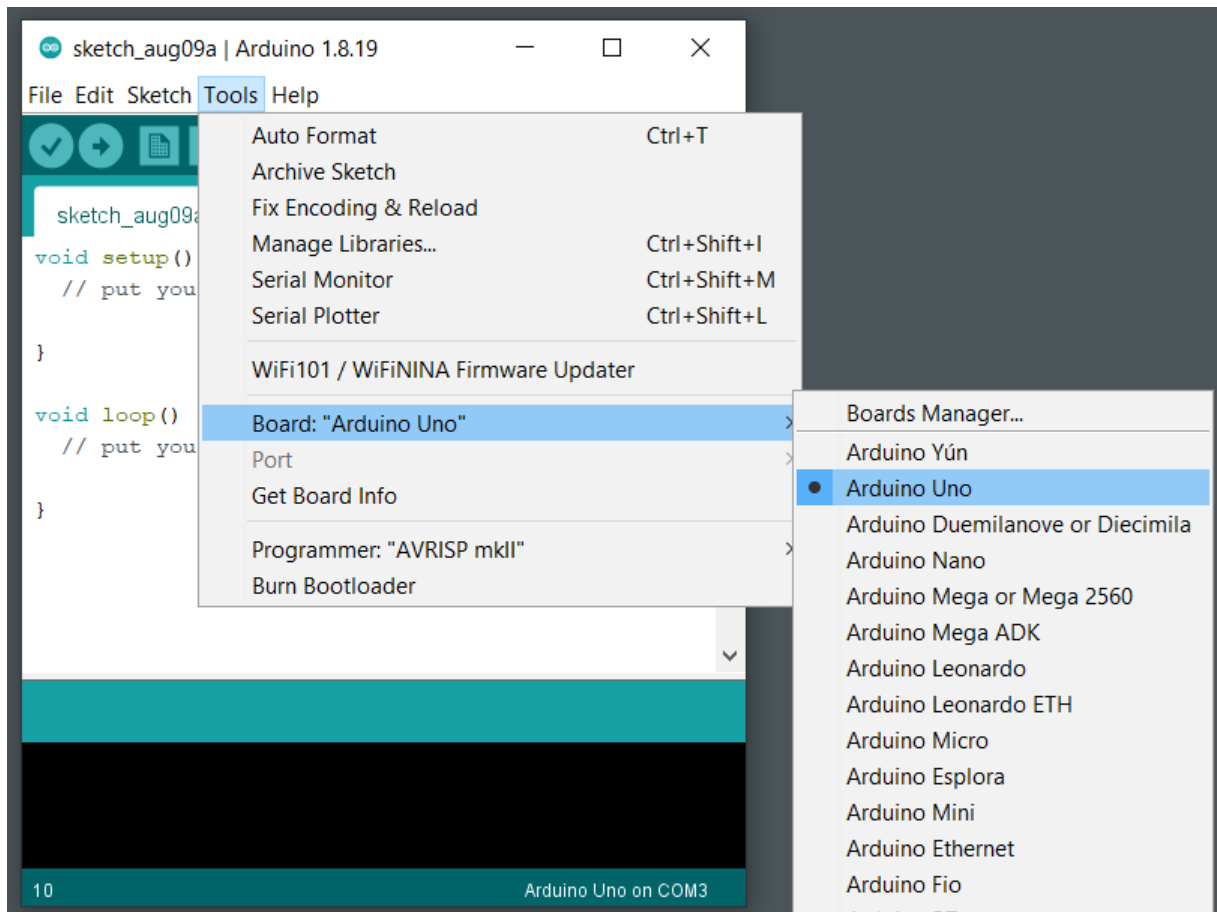 sketch_aug09a | Arduino 1.8.19
File Edit Sketch Tools Help
sketch_aug09a
void setup()
// put you
}
void loop()
// put you
}
Auto Format Ctrl+T
Archive Sketch
Fix Encoding & Reload
Manage Libraries... Ctrl+Shift+I
Serial Monitor Ctrl+Shift+M
Serial Plotter Ctrl+Shift+L
WiFi101 / WiFiNINA Firmware Updater
Board: "Arduino Uno"
Port
Get Board Info
Programmer: "AVRISP mkII"
Burn Bootloader
Boards Manager...
Arduino Yún
Arduino Uno
Arduino Duemilanove or Diecimila
Arduino Nano
Arduino Mega or Mega 2560
Arduino Mega ADK
Arduino Leonardo
Arduino Leonardo ETH
Arduino Micro
Arduino Esplora
Arduino Mini
Arduino Ethernet
Arduino Fio
10 Arduino Uno on COM3